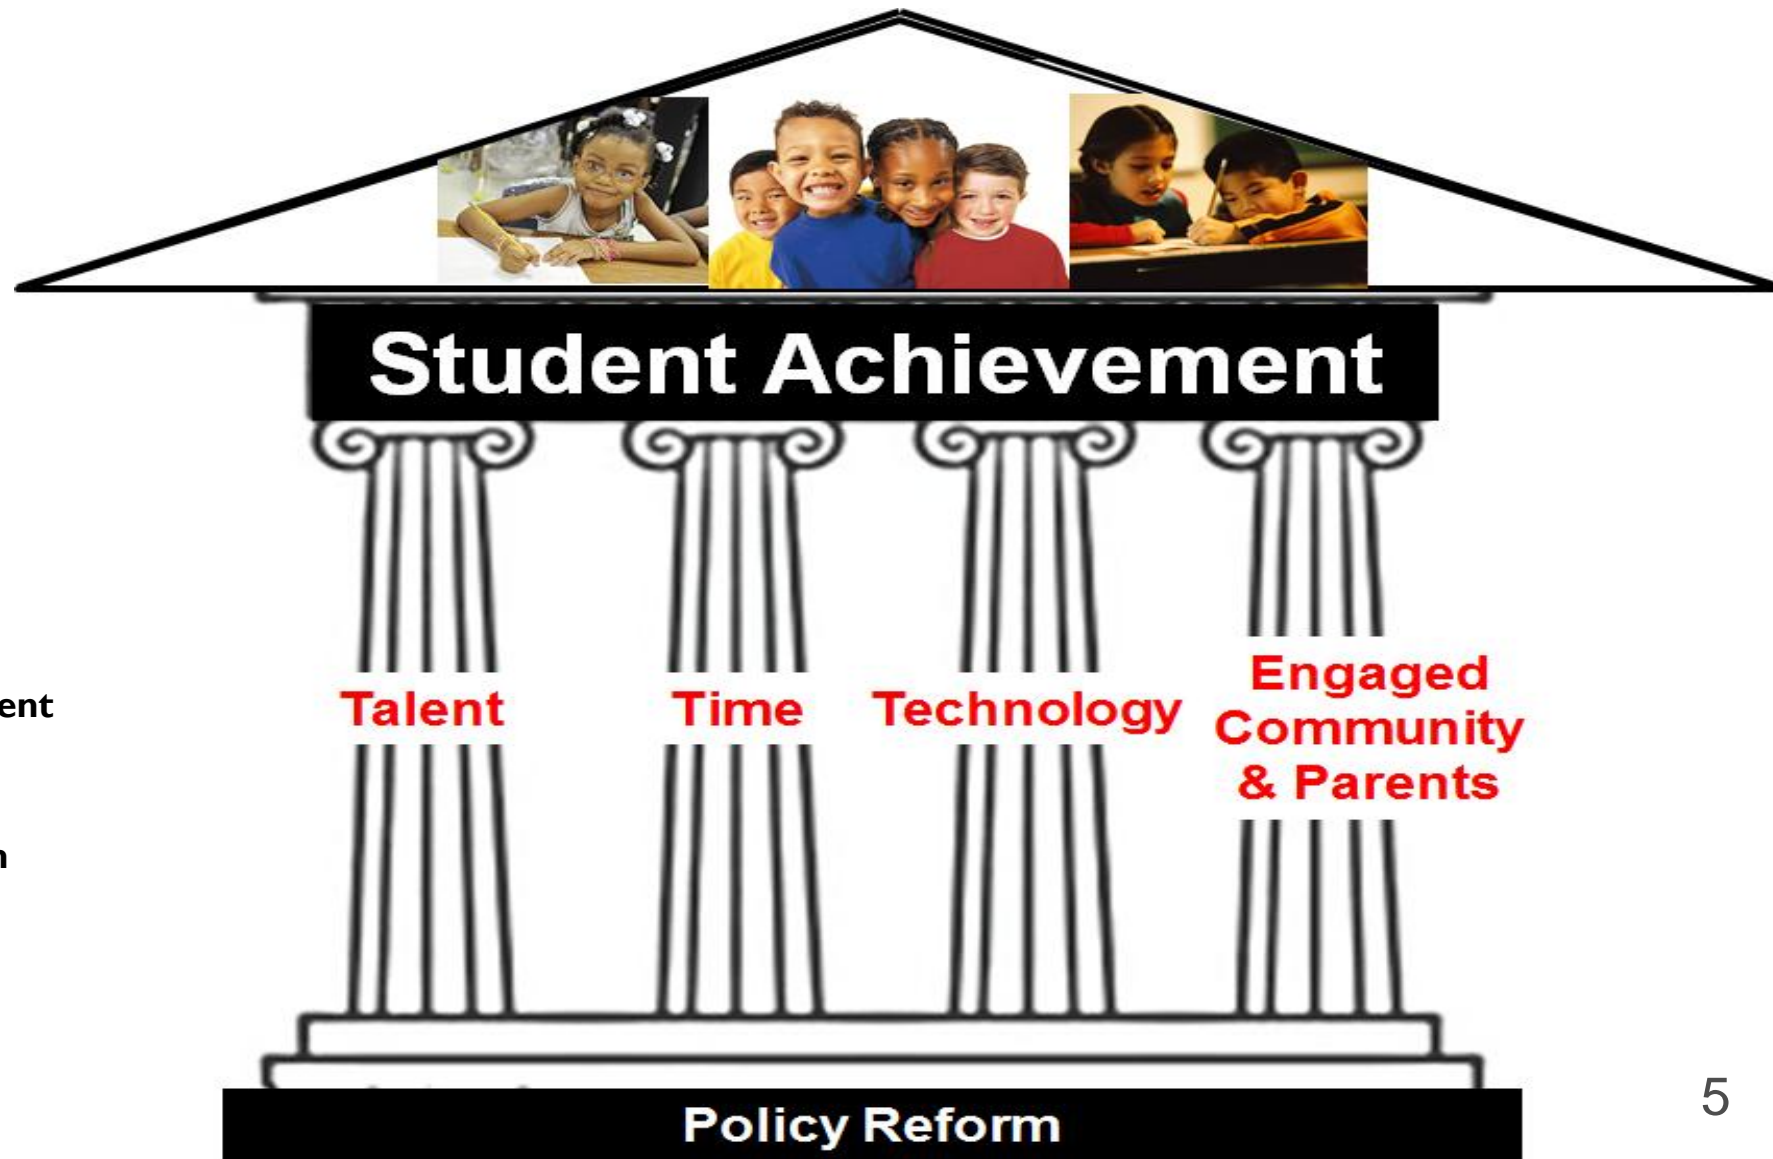 Student Achievement
Talent
Time
Technology
Engaged
Community
& Parents
Policy Reform
5